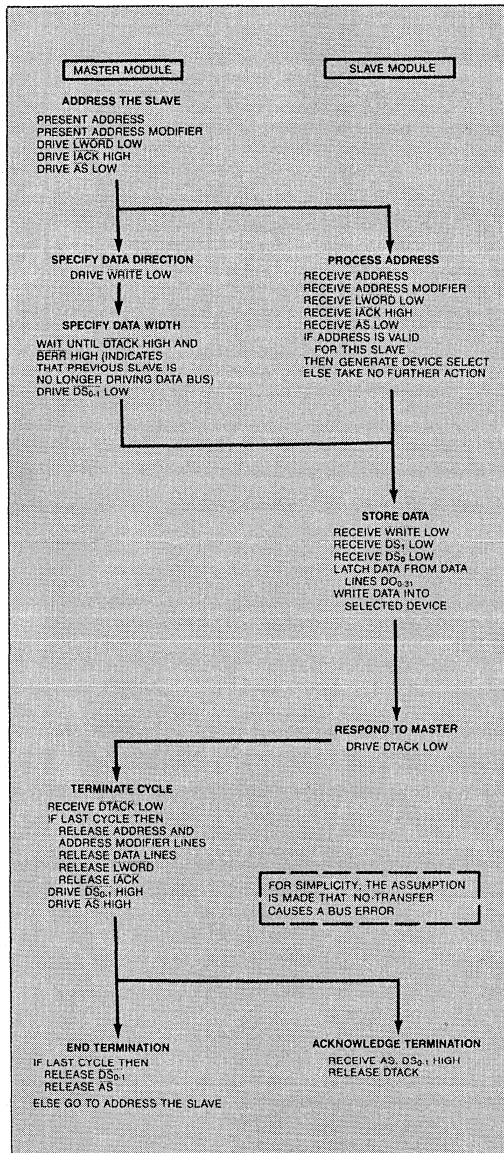 MASTER MODULE
SLAVE MODULE
ADDRESS THE SLAVE
PRESENT ADDRESS
PRESENT ADDRESS MODIFIER
DRIVE LWORD LOW
DRIVE IACK HIGH
DRIVE AS LOW
SPECIFY DATA DIRECTION
DRIVE WRITE LOW
SPECIFY DATA WIDTH
WAIT UNTIL DTACK HIGH AND
BERR HIGH (INDICATES
THAT PREVIOUS SLAVE IS
NO LONGER DRIVING DATA BUS)
DRIVE DS0-1 LOW
PROCESS ADDRESS
RECEIVE ADDRESS
RECEIVE ADDRESS MODIFIER
RECEIVE LWORD LOW
RECEIVE IACK HIGH
RECEIVE AS LOW
IF ADDRESS IS VALID
FOR THIS SLAVE
THEN GENERATE DEVICE SELECT
ELSE TAKE NO FURTHER ACTION
STORE DATA
RECEIVE WRITE LOW
RECEIVE DS1 LOW
RECEIVE DS0 LOW
LATCH DATA FROM DATA
LINES DO0-31
WRITE DATA INTO
SELECTED DEVICE
RESPOND TO MASTER
DRIVE DTACK LOW
TERMINATE CYCLE
RECEIVE DTACK LOW
IF LAST CYCLE THEN
RELEASE ADDRESS AND
ADDRESS MODIFIER LINES
RELEASE DATA LINES
RELEASE LWORD
RELEASE IACK
DRIVE DS0-1 HIGH
DRIVE AS HIGH
FOR SIMPLICITY, THE ASSUMPTION
IS MADE THAT NO-TRANSFER
CAUSES A BUS ERROR
END TERMINATION
IF LAST CYCLE THEN
RELEASE DS0-1
RELEASE AS
ELSE GO TO ADDRESS THE SLAVE
ACKNOWLEDGE TERMINATION
RECEIVE AS, DS0-1 HIGH
RELEASE DTACK